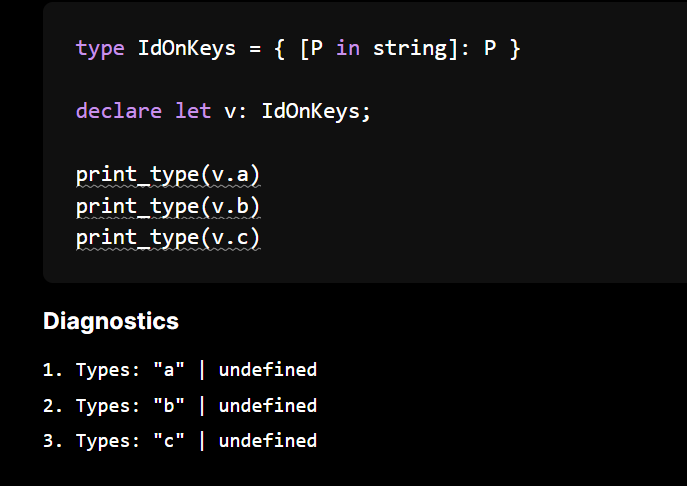 type IdOnKeys = { [P in string]: P }
declare let v: IdOnKeys;
print_type(v.a)
print_type(v.b)
print_type(v.c)
Diagnostics
1. Types: "a" | undefined
2. Types: "b" | undefined
3. Types: "c" | undefined